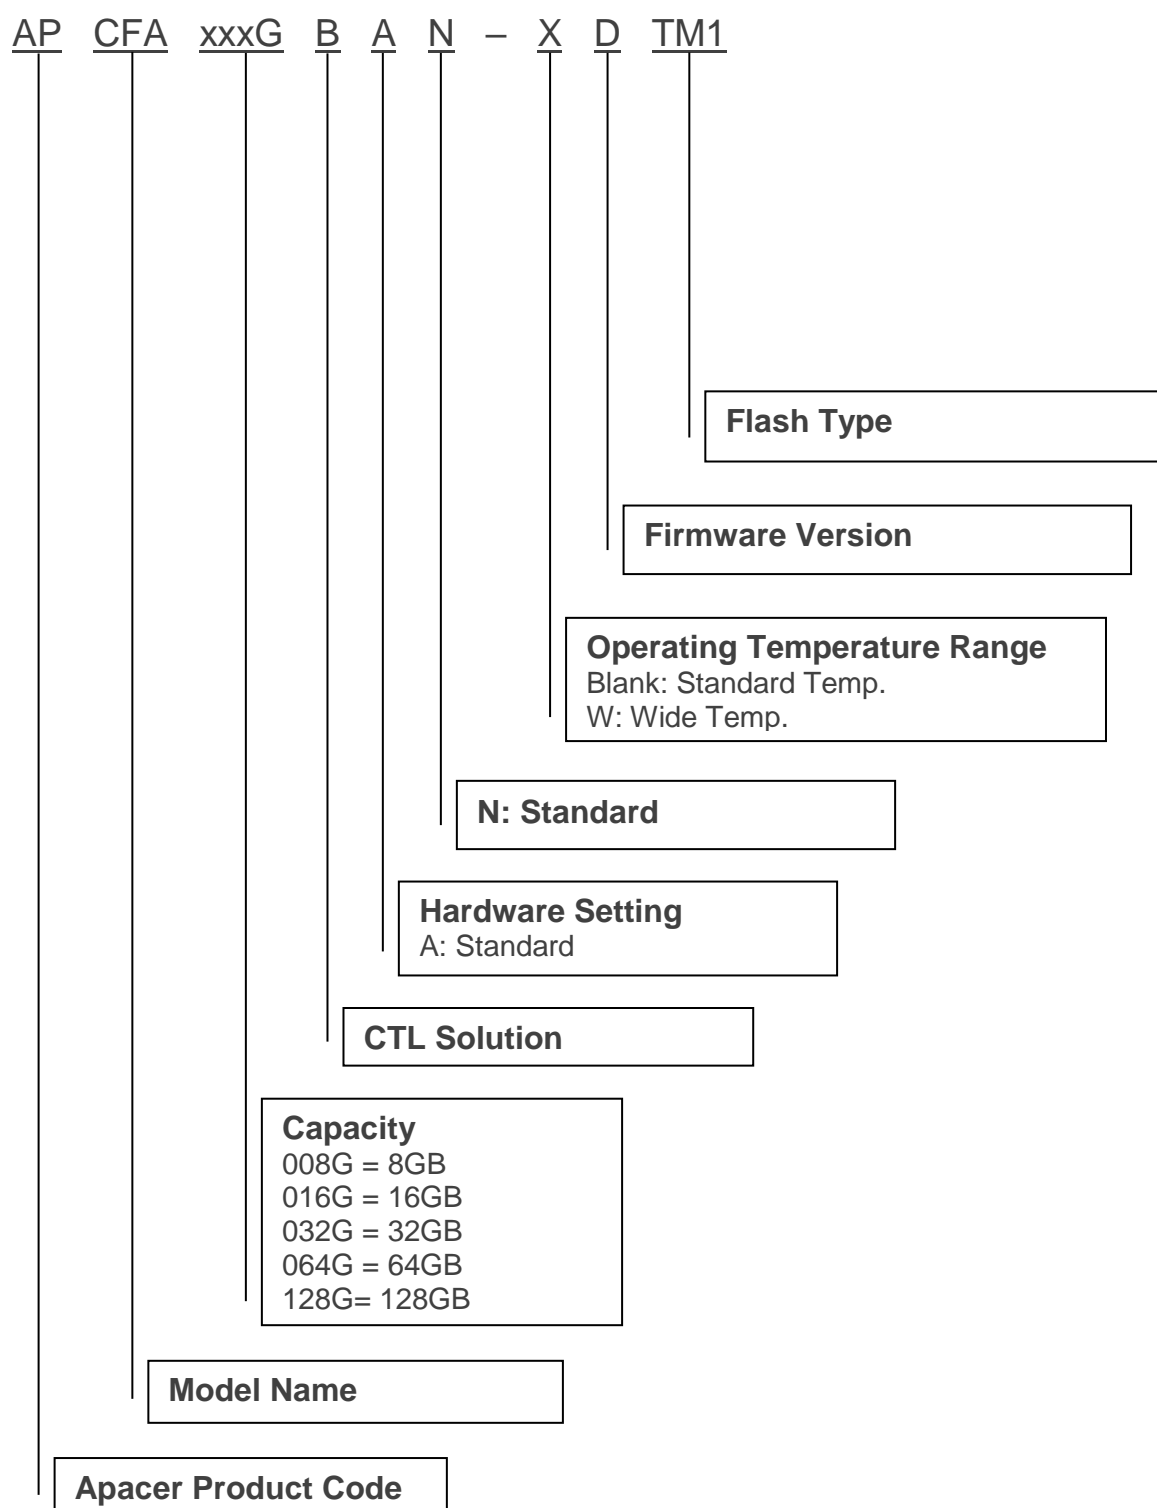 AP CFA xxxG B A N – X D TM1
Flash Type
Firmware Version
Operating Temperature Range
Blank: Standard Temp.
W: Wide Temp.
N: Standard
Hardware Setting
A: Standard
CTL Solution
Capacity
008G = 8GB
016G = 16GB
032G = 32GB
064G = 64GB
128G= 128GB
Model Name
Apacer Product Code